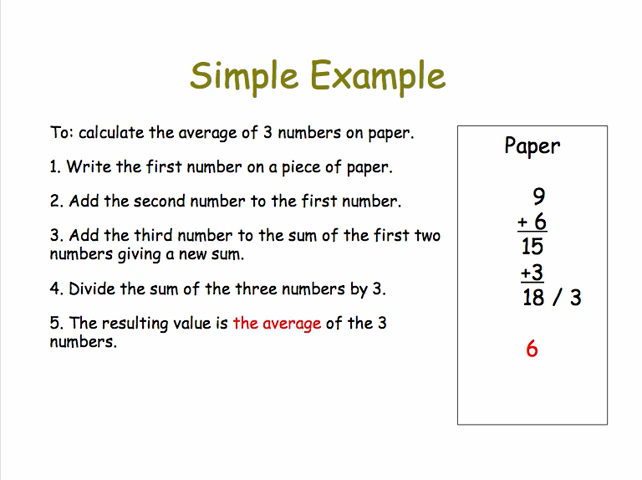 Simple Example
To: calculate the average of 3 numbers on paper.
1. Write the first number on a piece of paper.
2. Add the second number to the first number.
3. Add the third number to the sum of the first two
numbers giving a new sum.
4. Divide the sum of the three numbers by 3.
5. The resulting value is the average of the 3
numbers.
Paper
9
+ 6
15
+3
18 / 3
6